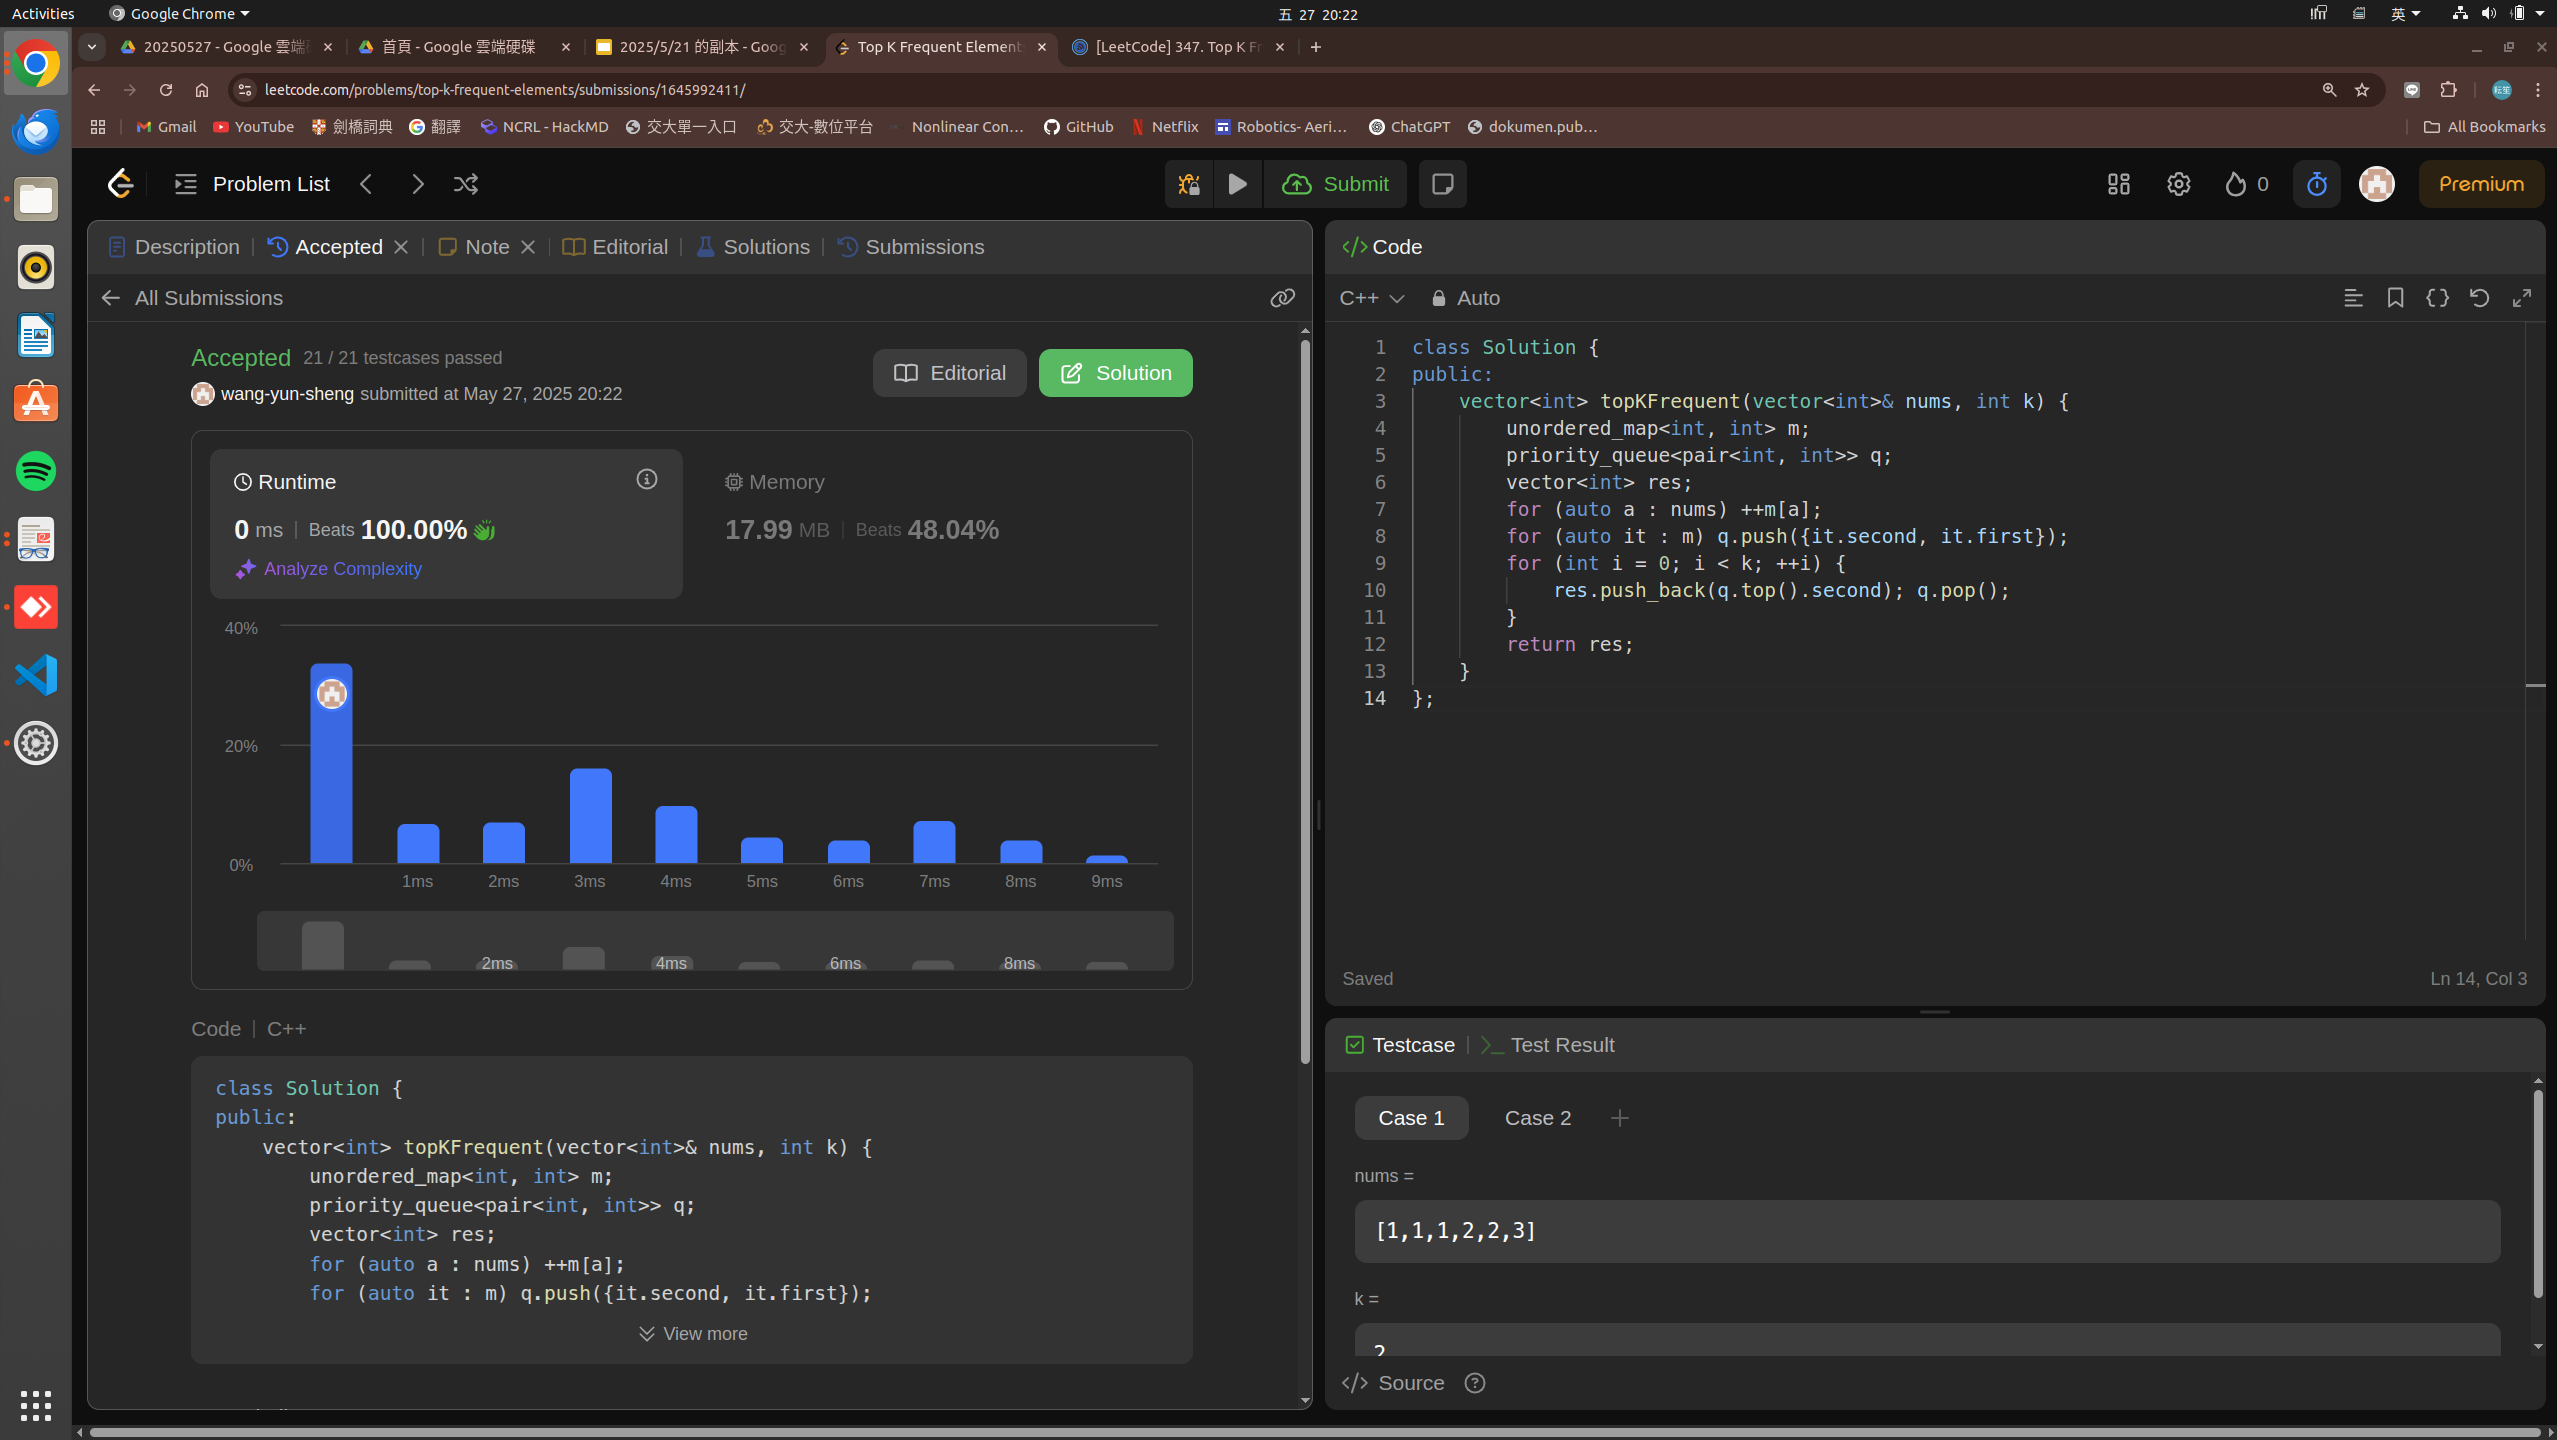 Activities
Google Chrome
五 27 20:22
英
20250527 - Google 雲端硬
首頁 - Google 雲端硬碟
2025/5/21 的副本 - Goog
Top K Frequent Element
[LeetCode] 347. Top K Fr
leetcode.com/problems/top-k-frequent-elements/submissions/1645992411/
Gmail
YouTube
劍橋詞典
翻譯
NCRL - HackMD
交大單一入口
交大-數位平台
Nonlinear Con...
GitHub
Netflix
Robotics- Aeri...
ChatGPT
dokumen.pub...
All Bookmarks
Problem List
Submit
0
Premium
Description
Accepted
Note
Editorial
Solutions
Submissions
All Submissions
Accepted 21 / 21 testcases passed
wang-yun-sheng submitted at May 27, 2025 20:22
Editorial
Solution
Runtime
0 ms | Beats 100.00%
Analyze Complexity
Memory
17.99 MB | Beats 48.04%
40%
20%
0%
1ms 2ms 3ms 4ms 5ms 6ms 7ms 8ms 9ms
2ms 4ms 6ms 8ms
Code | C++
class Solution {
public:
    vector<int> topKFrequent(vector<int>& nums, int k) {
        unordered_map<int, int> m;
        priority_queue<pair<int, int>> q;
        vector<int> res;
        for (auto a : nums) ++m[a];
        for (auto it : m) q.push({it.second, it.first});
View more
Code
C++
Auto
1 class Solution {
2 public:
3     vector<int> topKFrequent(vector<int>& nums, int k) {
4         unordered_map<int, int> m;
5         priority_queue<pair<int, int>> q;
6         vector<int> res;
7         for (auto a : nums) ++m[a];
8         for (auto it : m) q.push({it.second, it.first});
9         for (int i = 0; i < k; ++i) {
10             res.push_back(q.top().second); q.pop();
11         }
12         return res;
13     }
14 };
Saved
Ln 14, Col 3
Testcase
Test Result
Case 1
Case 2
nums =
[1,1,1,2,2,3]
k =
2
Source